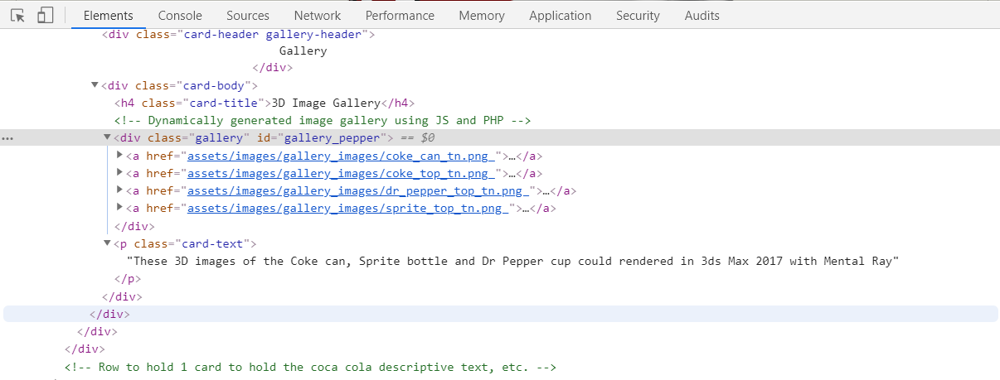 Elements Console Sources Network Performance Memory Application Security Audits
<div class="card-header gallery-header">
Gallery
</div>
<div class="card-body">
<h4 class="card-title">3D Image Gallery</h4>
<!-- Dynamically generated image gallery using JS and PHP -->
... <div class="gallery" id="gallery_pepper"> == $0
<a href="assets/images/gallery_images/coke_can_tn.png ">…</a>
<a href="assets/images/gallery_images/coke_top_tn.png ">…</a>
<a href="assets/images/gallery_images/dr_pepper_top_tn.png ">…</a>
<a href="assets/images/gallery_images/sprite_top_tn.png ">…</a>
</div>
<p class="card-text">
"These 3D images of the Coke can, Sprite bottle and Dr Pepper cup could rendered in 3ds Max 2017 with Mental Ray"
</p>
</div>
</div>
</div>
</div>
<!-- Row to hold 1 card to hold the coca cola descriptive text, etc. -->